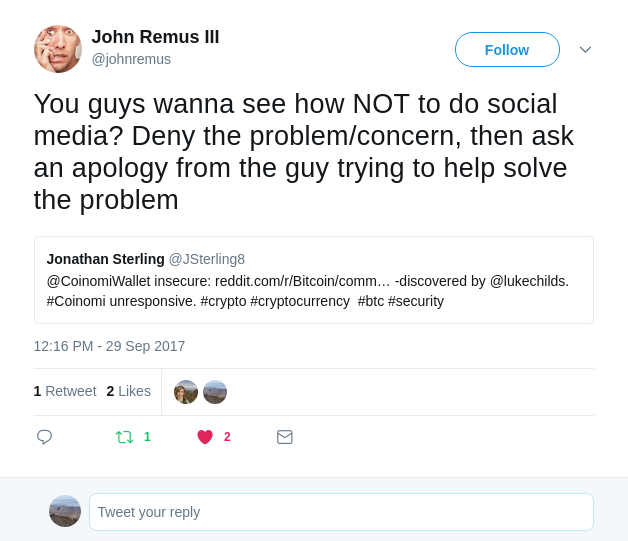 John Remus III
@johnremus
Follow
You guys wanna see how NOT to do social
media? Deny the problem/concern, then ask
an apology from the guy trying to help solve
the problem
Jonathan Sterling @JSterling8
@CoinomiWallet insecure: reddit.com/r/Bitcoin/comm… -discovered by @lukechilds.
#Coinomi unresponsive. #crypto #cryptocurrency #btc #security
12:16 PM - 29 Sep 2017
1 Retweet 2 Likes
1 2
Tweet your reply